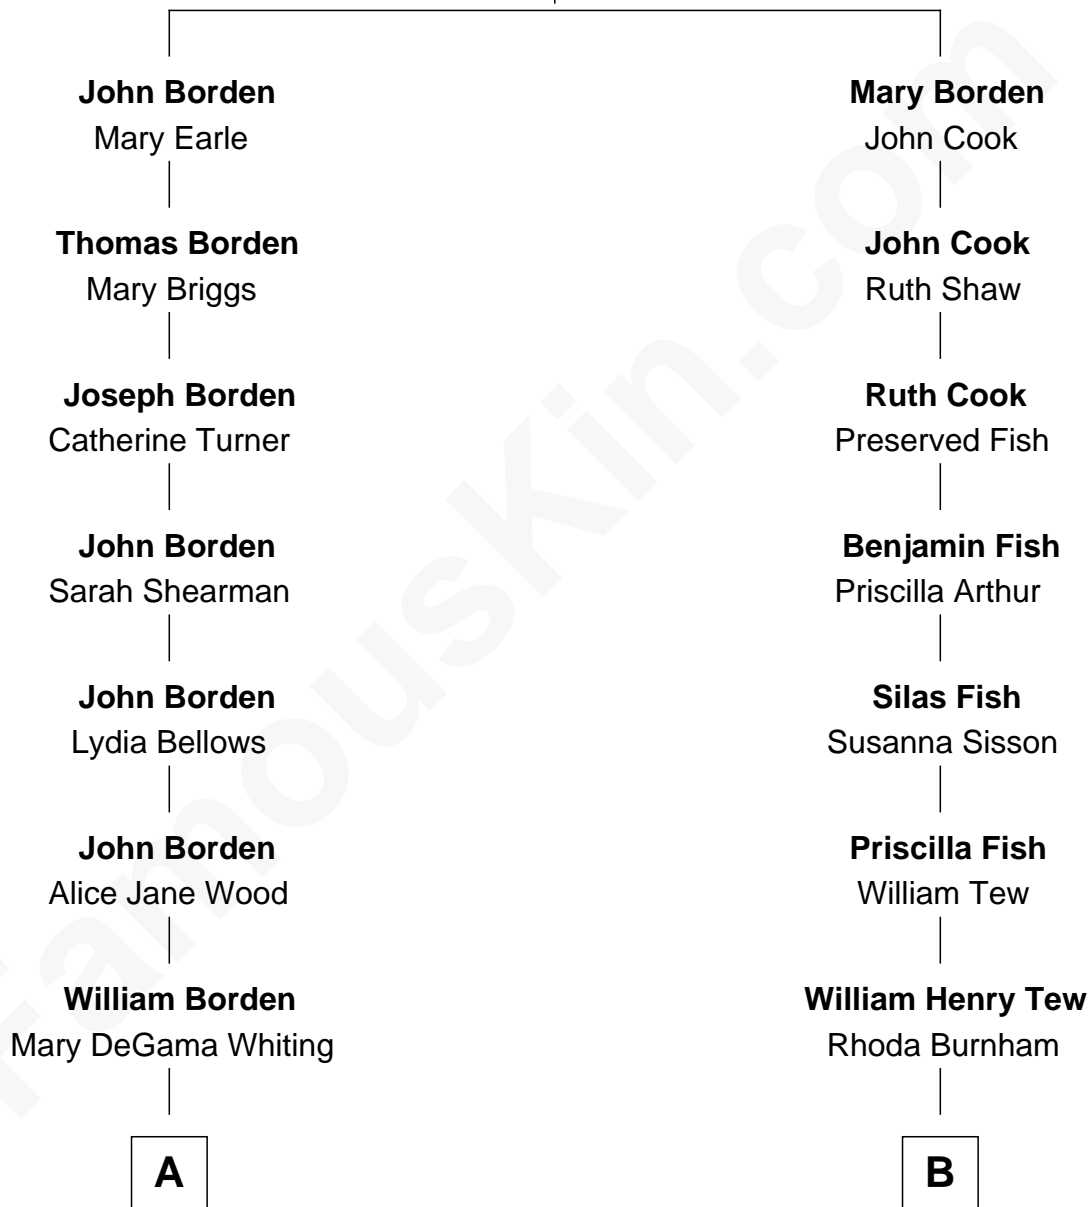 John Borden
Mary Earle
Mary Borden
John Cook
Thomas Borden
Mary Briggs
John Cook
Ruth Shaw
Joseph Borden
Catherine Turner
Ruth Cook
Preserved Fish
John Borden
Sarah Shearman
Benjamin Fish
Priscilla Arthur
John Borden
Lydia Bellows
Silas Fish
Susanna Sisson
John Borden
Alice Jane Wood
Priscilla Fish
William Tew
William Borden
Mary DeGama Whiting
William Henry Tew
Rhoda Burnham
A
B
FamousKin.com